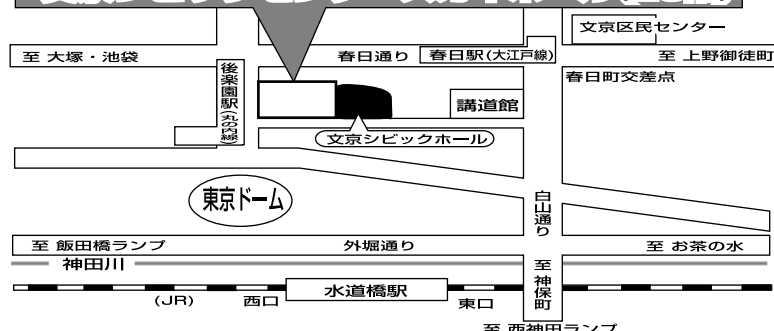 文京区民センター
至 大塚・池袋
春日通り
春日駅(大江戸線)
至 上野御徒町
春日町交差点
後楽園駅(丸の内線)
講道館
文京シビックホール
東京ドーム
白山通り
至 飯田橋ランプ
外堀通り
至 お茶の水
神田川
至 神保町
(JR)
西口
水道橋駅
東口
至 西神田ランプ